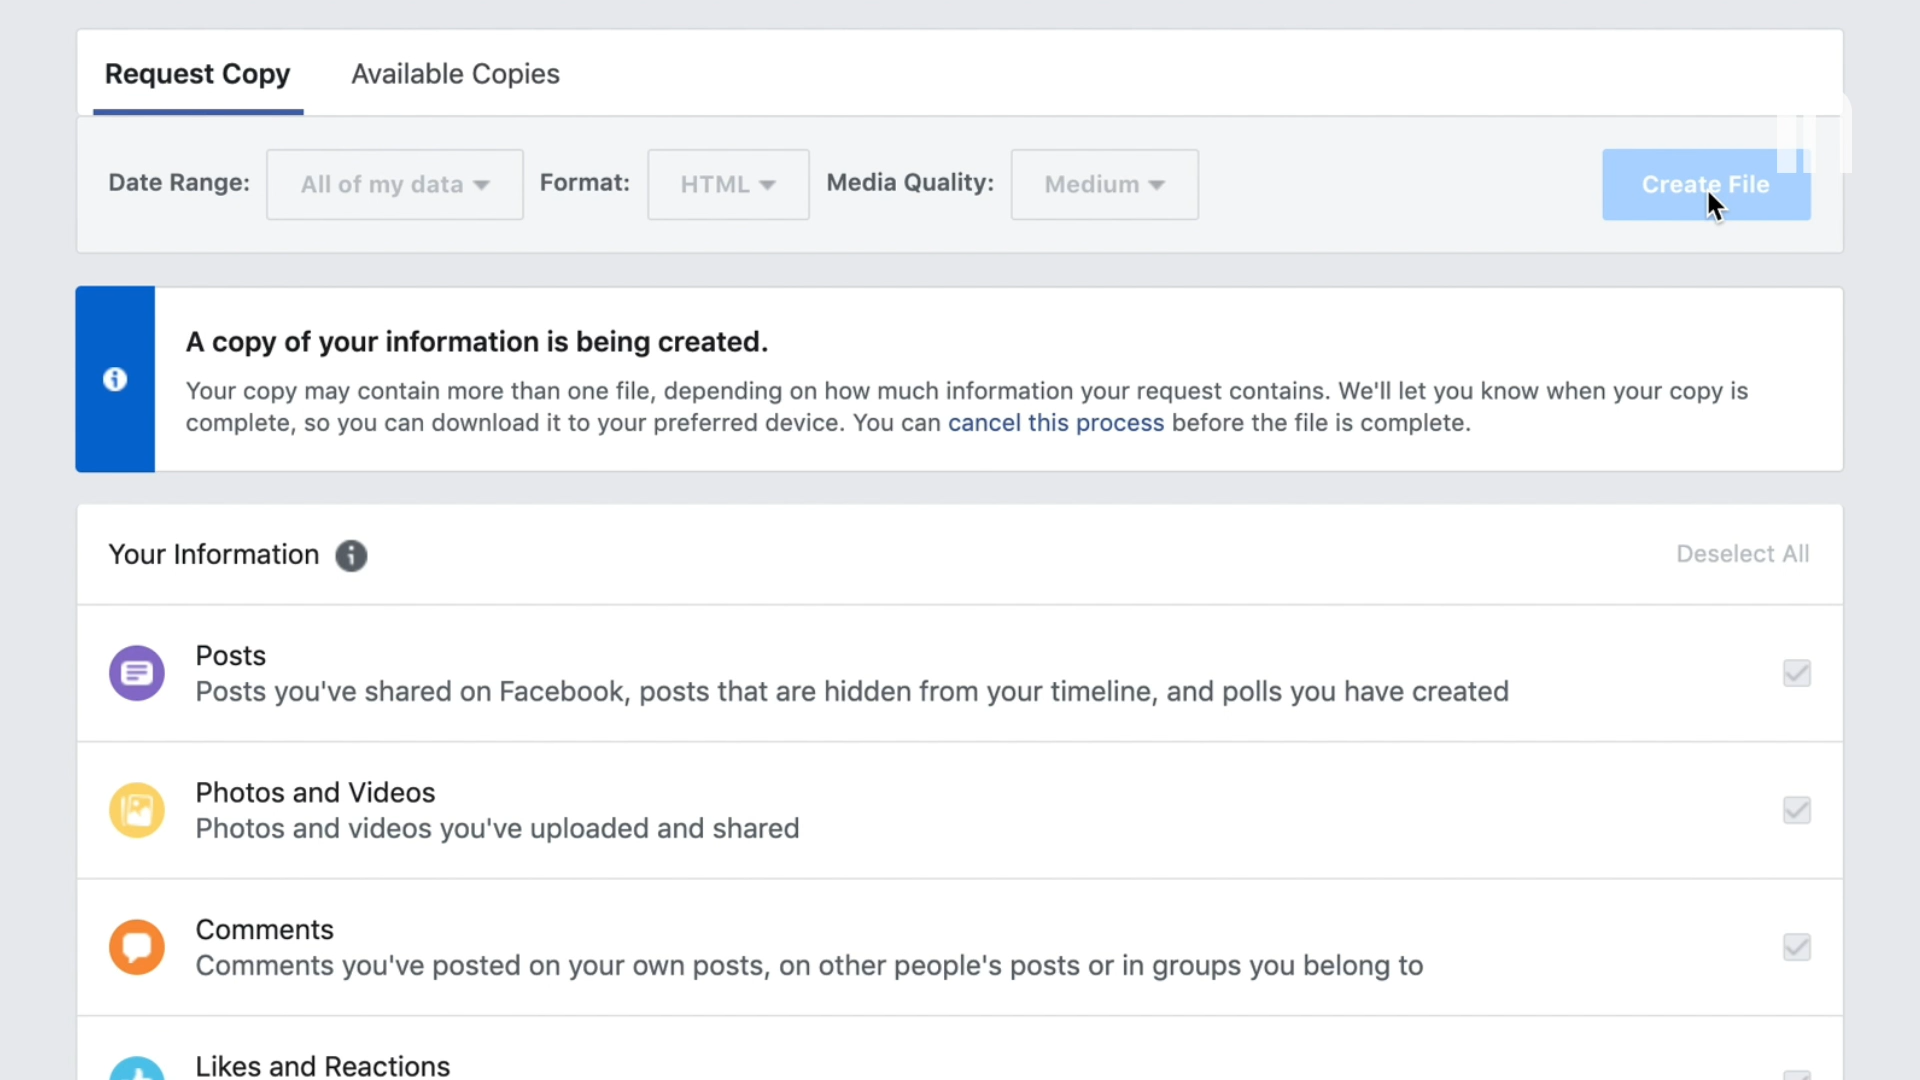 Request Copy Available Copies
Date Range: All of my data Format: HTML Media Quality: Medium Create File
A copy of your information is being created.
Your copy may contain more than one file, depending on how much information your request contains. We'll let you know when your copy is
complete, so you can download it to your preferred device. You can cancel this process before the file is complete.
Your Information Deselect All
Posts
Posts you've shared on Facebook, posts that are hidden from your timeline, and polls you have created
Photos and Videos
Photos and videos you've uploaded and shared
Comments
Comments you've posted on your own posts, on other people's posts or in groups you belong to
Likes and Reactions